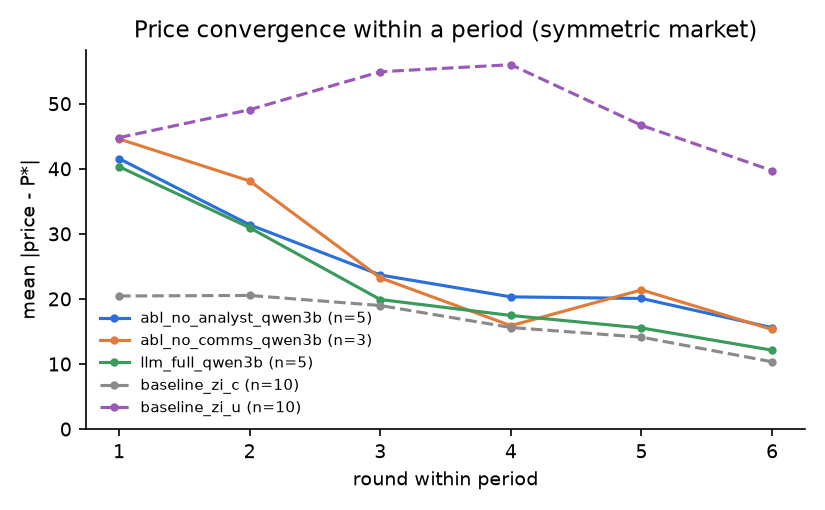 Price convergence within a period (symmetric market)
mean |price - P*|
50
40
30
20
10
0
abl_no_analyst_qwen3b (n=5)
abl_no_comms_qwen3b (n=3)
llm_full_qwen3b (n=5)
baseline_zi_c (n=10)
baseline_zi_u (n=10)
1 2 3 4 5 6
round within period